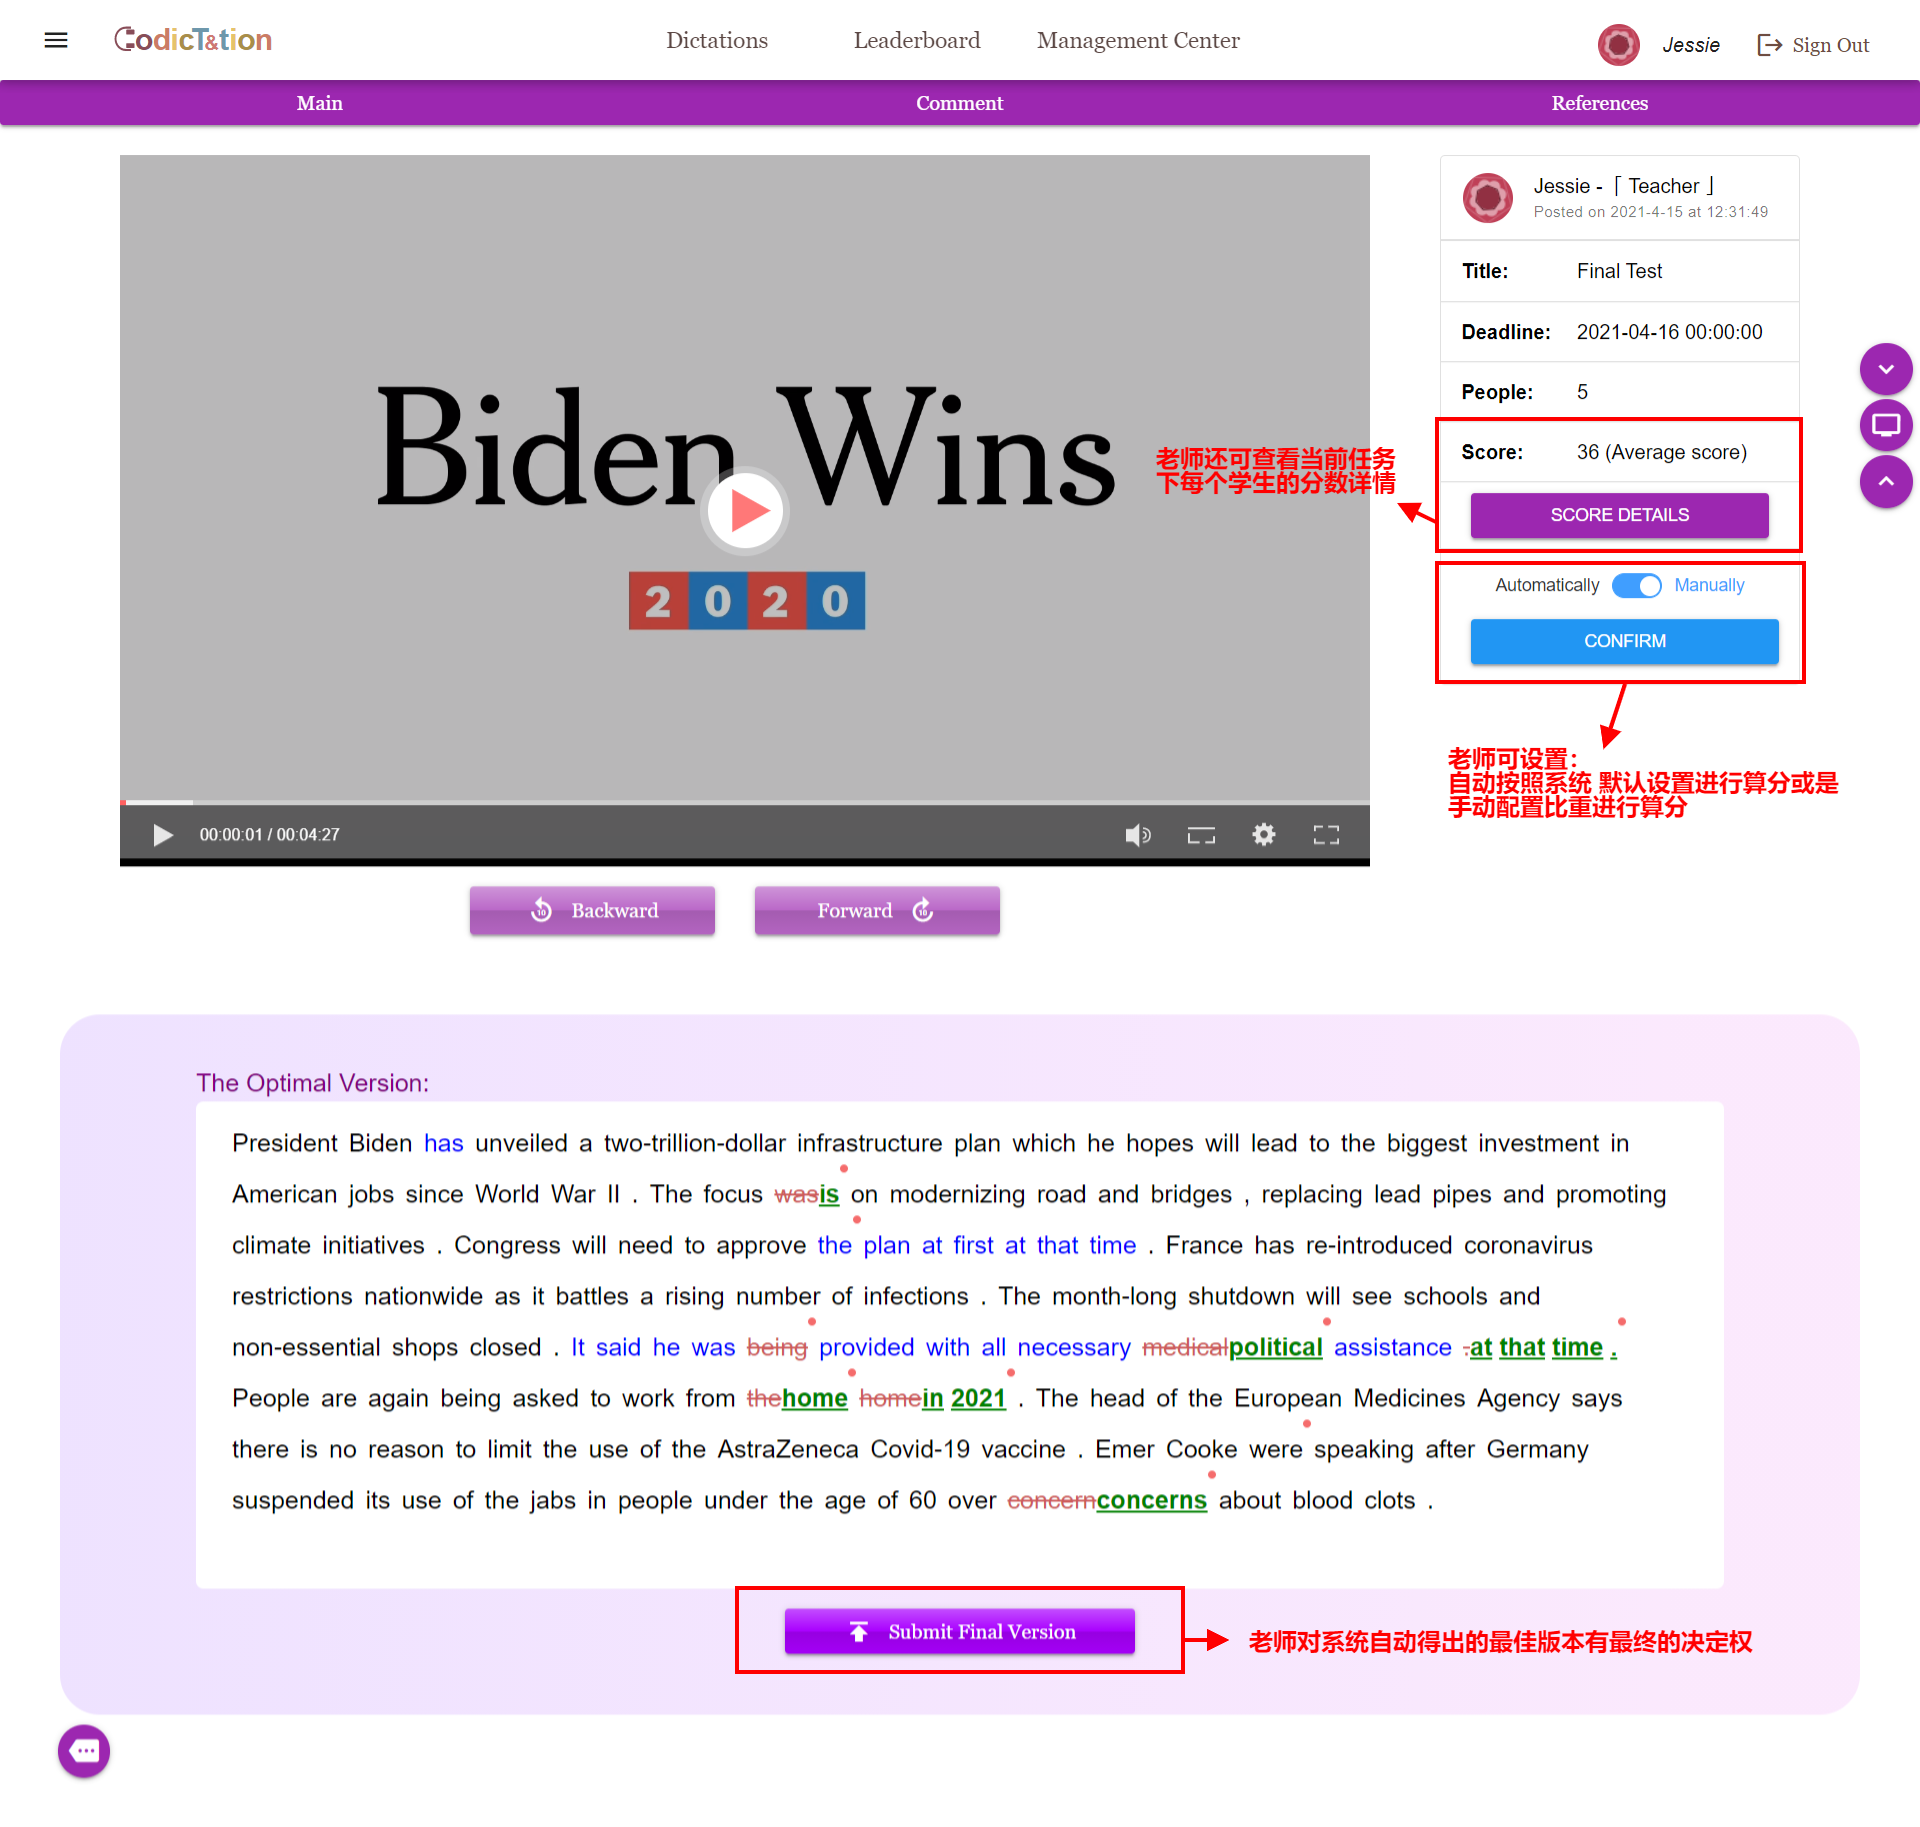 CodicT&tion
Dictations
Leaderboard
Management Center
Jessie
Sign Out
Main
Comment
References
Biden Wins
2020
00:00:01 / 00:04:27
Backward
10
Forward
10
Jessie -「 Teacher 」
Posted on 2021-4-15 at 12:31:49
Title: Final Test
Deadline: 2021-04-16 00:00:00
People: 5
Score: 36 (Average score)
SCORE DETAILS
老师还可查看当前任务
下每个学生的分数详情
Automatically Manually
CONFIRM
老师可设置：
自动按照系统 默认设置进行算分或是
手动配置比重进行算分
The Optimal Version:
President Biden has unveiled a two-trillion-dollar infrastructure plan which he hopes will lead to the biggest investment in
American jobs since World War II . The focus wasis on modernizing road and bridges , replacing lead pipes and promoting
climate initiatives . Congress will need to approve the plan at first at that time . France has re-introduced coronavirus
restrictions nationwide as it battles a rising number of infections . The month-long shutdown will see schools and
non-essential shops closed . It said he was being provided with all necessary medicalpolitical assistance .at that time .
People are again being asked to work from thehome homein 2021 . The head of the European Medicines Agency says
there is no reason to limit the use of the AstraZeneca Covid-19 vaccine . Emer Cooke were speaking after Germany
suspended its use of the jabs in people under the age of 60 over concernconcerns about blood clots .
Submit Final Version
老师对系统自动得出的最佳版本有最终的决定权